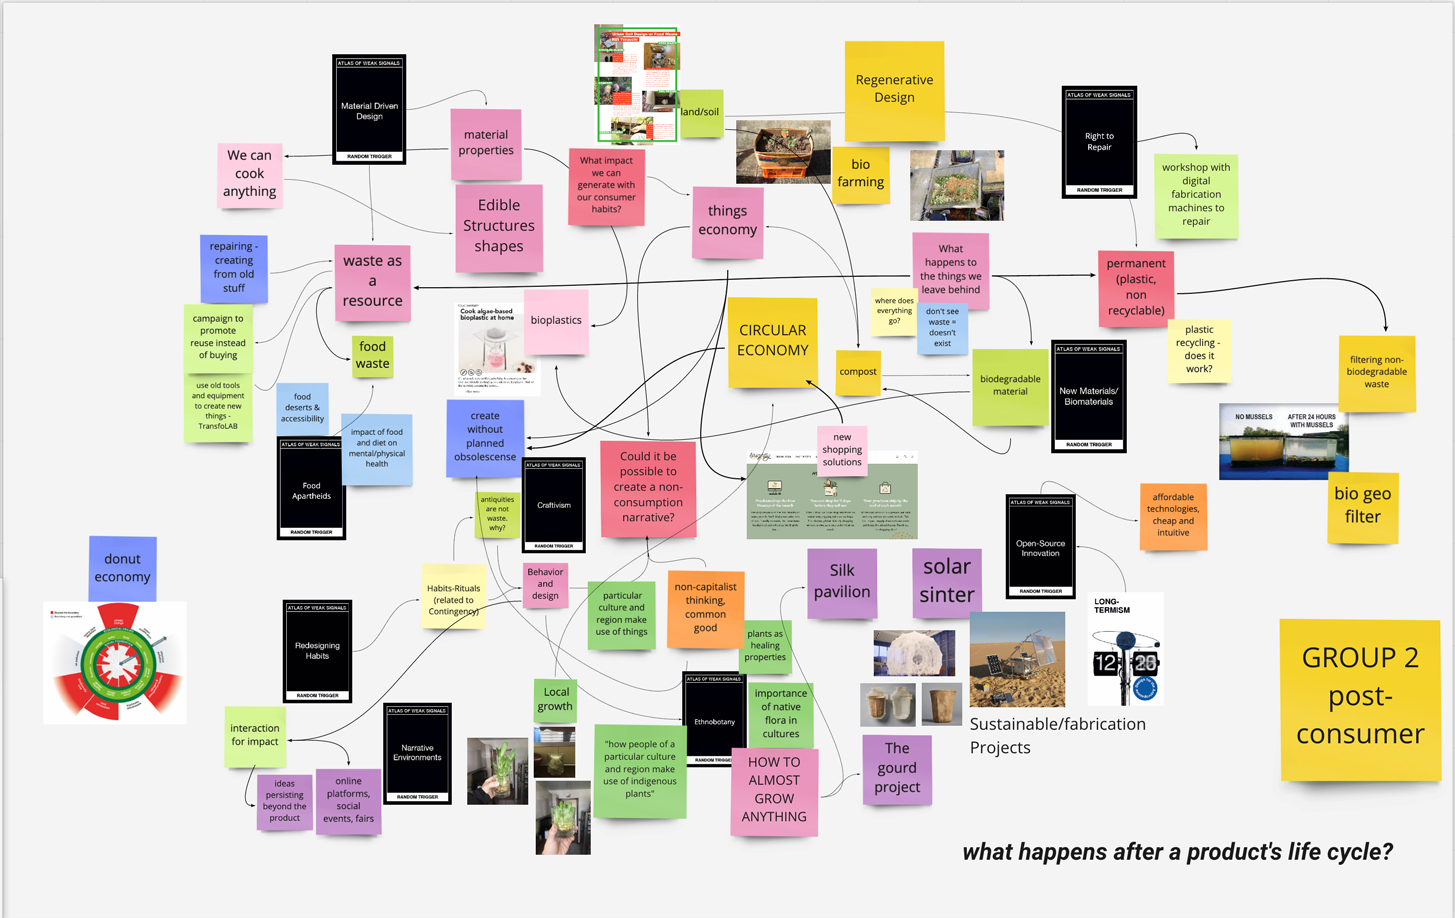 ATLAS OF WEAK SIGNALS
Material Driven
Design
RANDOM TRIGGER
We can
cook
anything
material
properties
Edible
Structures
shapes
What impact
we can
generate with
our consumer
habits?
land/soil
Regenerative
Design
bio
farming
things
economy
ATLAS OF WEAK SIGNALS
Right to
Repair
RANDOM TRIGGER
workshop with
digital
fabrication
machines to
repair
repairing -
creating
from old
stuff
waste as
a
resource
campaign to
promote
reuse instead
of buying
use old tools
and equipment
to create new
things -
TransfoLAB
food
waste
food
deserts &
accessibility
impact of food
and diet on
mental/physical
health
ATLAS OF WEAK SIGNALS
Food
Apartheids
RANDOM TRIGGER
Cook algae-based
bioplastic at home
bioplastics
CIRCULAR
ECONOMY
What
happens to
the things we
leave behind
where does
everything
go?
don't see
waste =
doesn't
exist
permanent
(plastic,
non
recyclable)
plastic
recycling -
does it
work?
compost
biodegradable
material
ATLAS OF WEAK SIGNALS
New Materials/
Biomaterials
RANDOM TRIGGER
filtering non-
biodegradable
waste
NO MUSSELS
AFTER 24 HOURS
WITH MUSSELS
bio geo
filter
create
without
planned
obsolescense
antiquities
are not
waste.
why?
ATLAS OF WEAK SIGNALS
Craftivism
RANDOM TRIGGER
Could it be
possible to
create a non-
consumption
narrative?
new
shopping
solutions
ATLAS OF WEAK SIGNALS
Open-Source
Innovation
RANDOM TRIGGER
affordable
technologies,
cheap and
intuitive
donut
economy
Habits-Rituals
(related to
Contingency)
Behavior
and
design
particular
culture and
region make
use of things
non-capitalist
thinking,
common
good
plants as
healing
properties
Silk
pavilion
solar
sinter
LONG-
TERMISM
12
Sustainable/fabrication
Projects
The
gourd
project
ATLAS OF WEAK SIGNALS
Redesigning
Habits
RANDOM TRIGGER
interaction
for impact
ideas
persisting
beyond the
product
online
platforms,
social
events, fairs
ATLAS OF WEAK SIGNALS
Narrative
Environments
RANDOM TRIGGER
Local
growth
"how people of a
particular culture
and region make
use of indigenous
plants"
ATLAS OF WEAK SIGNALS
Ethnobotany
importance
of native
flora in
cultures
HOW TO
ALMOST
GROW
ANYTHING
GROUP 2
post-
consumer
what happens after a product's life cycle?